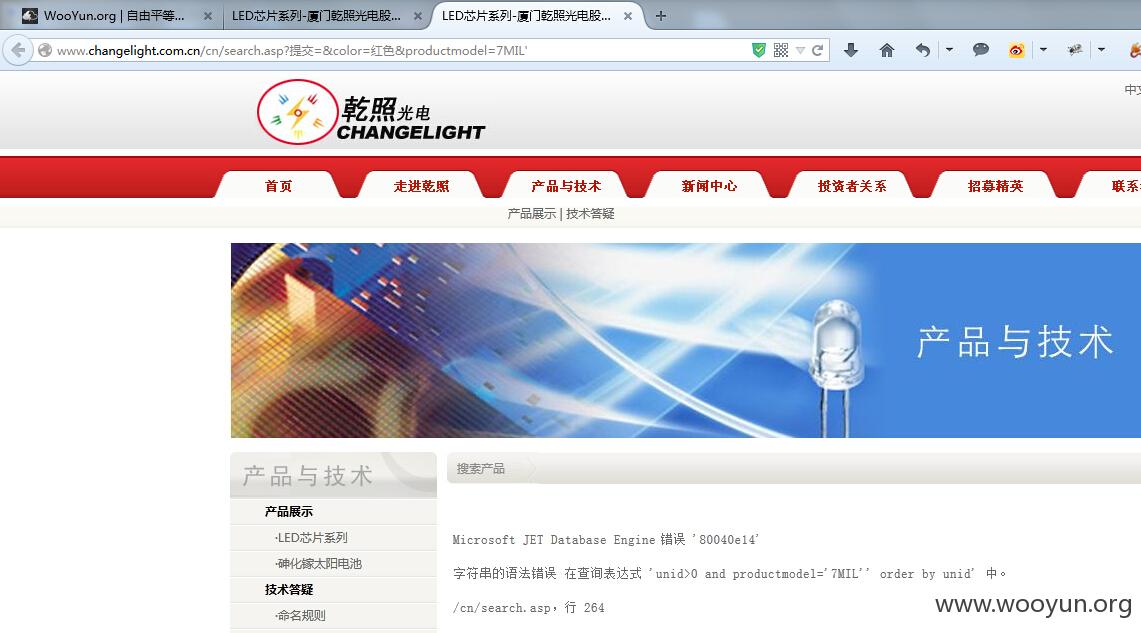 WooYun.org | 自由平等...
LED芯片系列-厦门乾照光电股...
LED芯片系列-厦门乾照光电股...
www.changelight.com.cn/cn/search.asp?提交=&color=红色&productmodel=7MIL'
中文
乾照光电
CHANGELIGHT
首页
走进乾照
产品与技术
新闻中心
投资者关系
招募精英
联系
产品展示 | 技术答疑
产品与技术
产品与技术
搜索产品
产品展示
·LED芯片系列
·砷化镓太阳电池
技术答疑
·命名规则
Microsoft JET Database Engine 错误 '80040e14'
字符串的语法错误 在查询表达式 'unid>0 and productmodel='7MIL'' order by unid' 中。
/cn/search.asp，行 264
www.wooyun.org